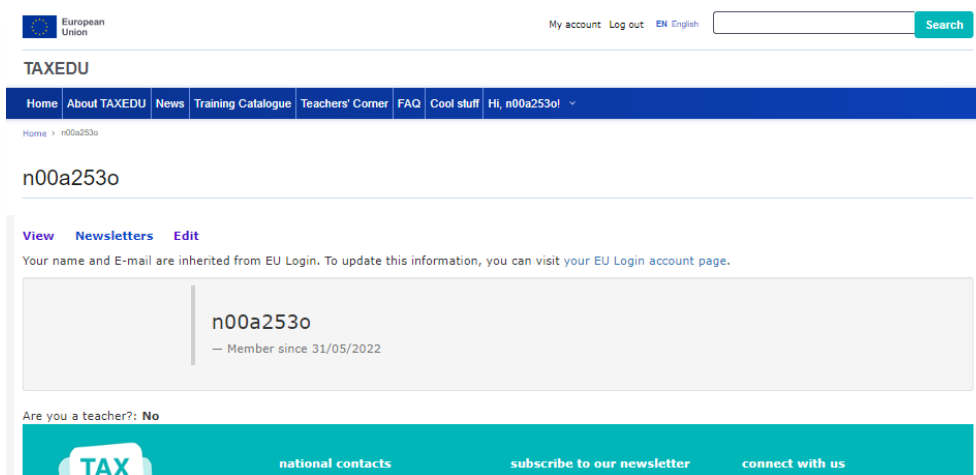 European
Union
My account Log out EN English
Search
TAXEDU
Home About TAXEDU News Training Catalogue Teachers' Corner FAQ Cool stuff Hi, n00a253o!
Home › n00a253o
n00a253o
View Newsletters Edit
Your name and E-mail are inherited from EU Login. To update this information, you can visit your EU Login account page.
n00a253o
— Member since 31/05/2022
Are you a teacher?: No
TAX
national contacts
subscribe to our newsletter
connect with us